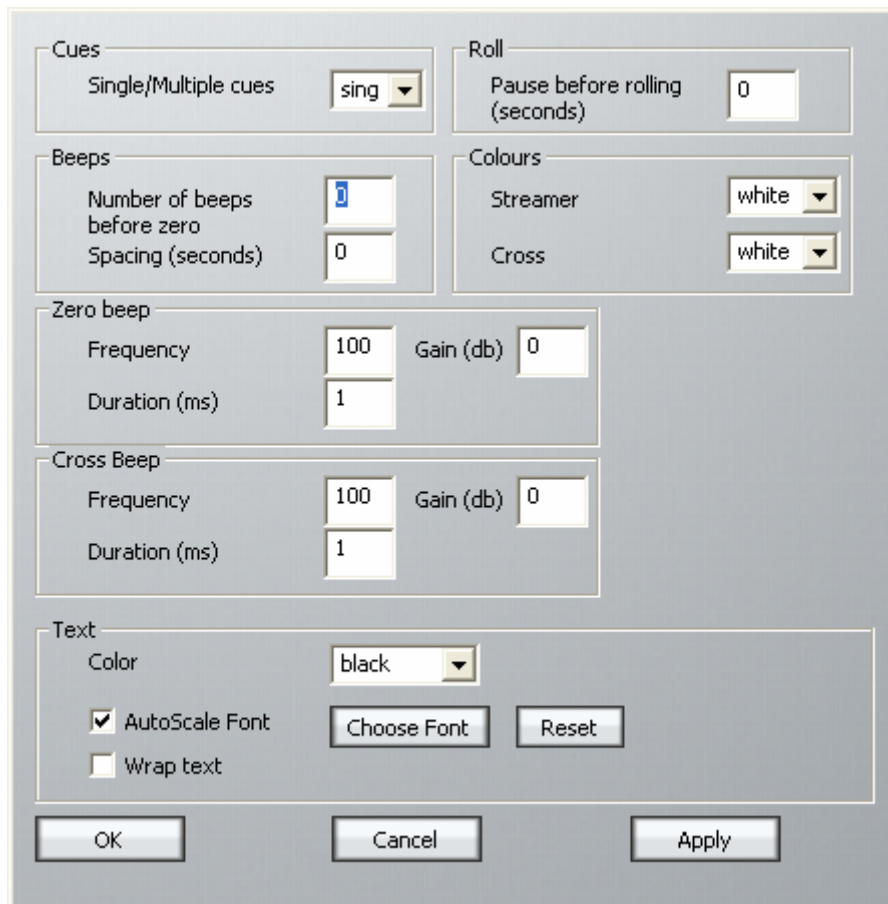 Cues
Single/Multiple cues sing
Roll
Pause before rolling 0
(seconds)
Beeps
Number of beeps 0
before zero
Spacing (seconds) 0
Colours
Streamer white
Cross white
Zero beep
Frequency 100 Gain (db) 0
Duration (ms) 1
Cross Beep
Frequency 100 Gain (db) 0
Duration (ms) 1
Text
Color black
AutoScale Font Choose Font Reset
Wrap text
OK Cancel Apply